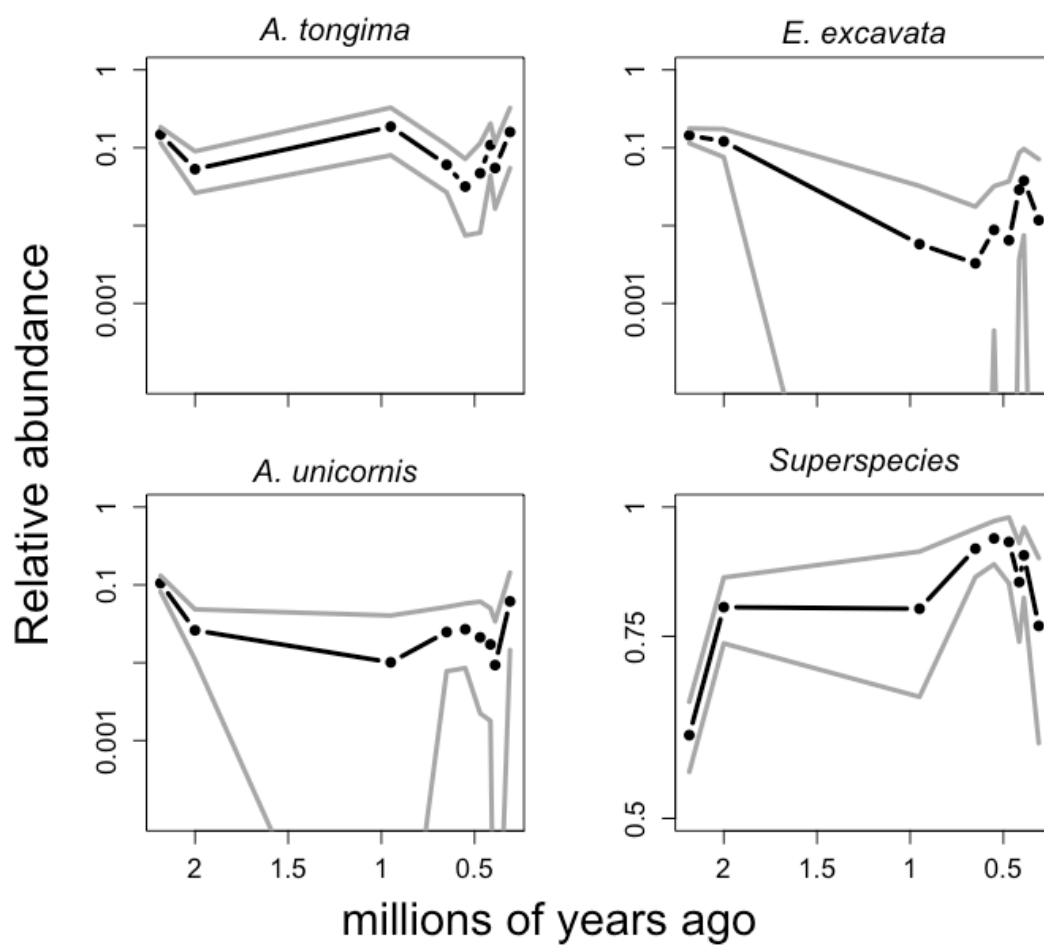 A. tongima
E. excavata
1
0.1
0.001
1
0.1
0.001
Relative abundance
A. unicornis
Superspecies
1
0.1
0.001
1
0.75
0.5
2 1.5 1 0.5
2 1.5 1 0.5
millions of years ago